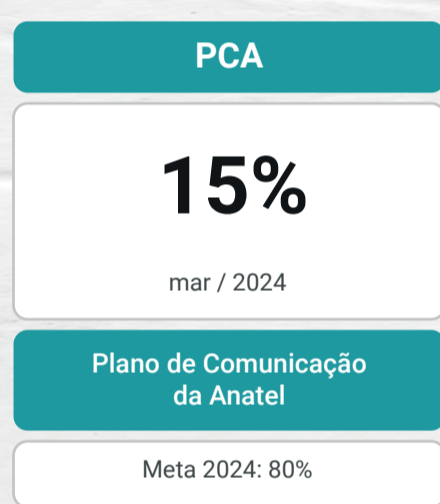 PCA
15%
mar / 2024
Plano de Comunicação
da Anatel
Meta 2024: 80%